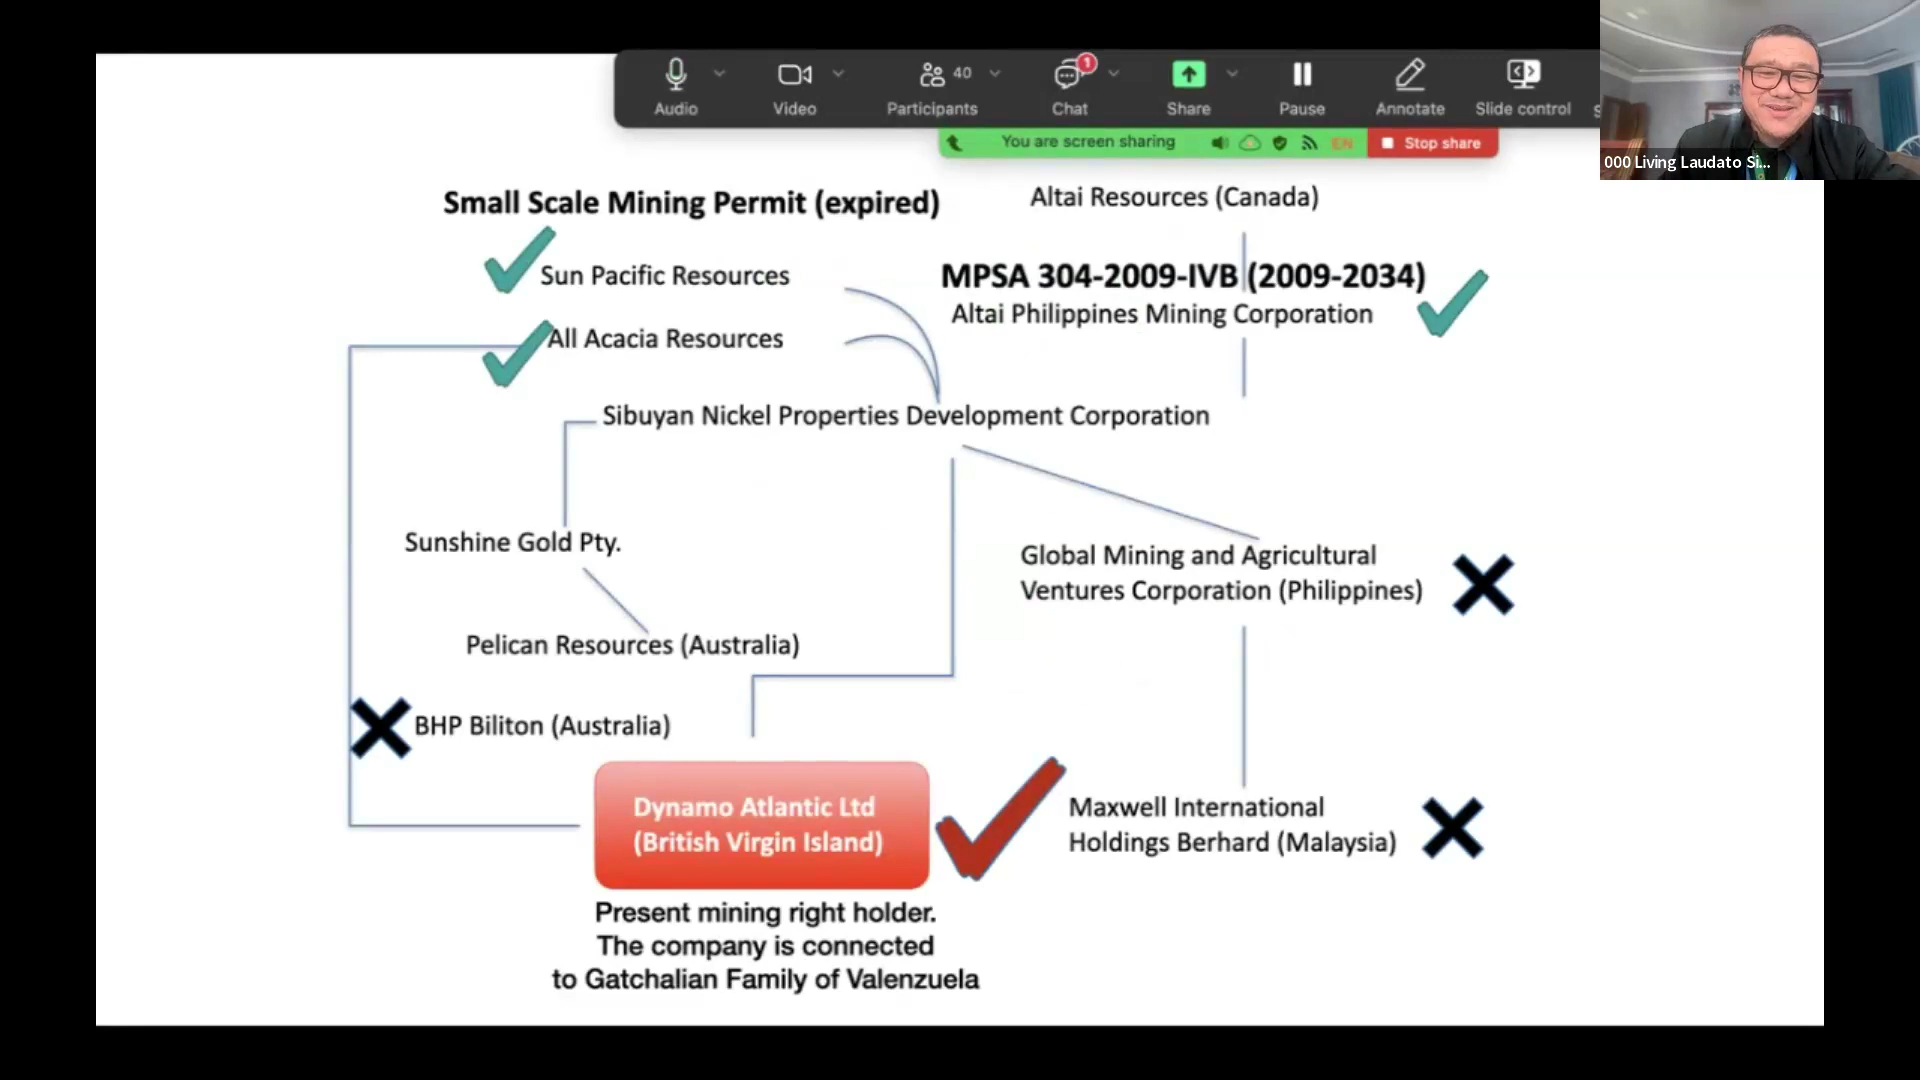 Audio
Video
Participants
40
Chat
1
Share
Pause
Annotate
Slide control
You are screen sharing
EN
Stop share
000 Living Laudato Si...
Small Scale Mining Permit (expired)
Sun Pacific Resources
All Acacia Resources
Altai Resources (Canada)
MPSA 304-2009-IVB (2009-2034)
Altai Philippines Mining Corporation
Sibuyan Nickel Properties Development Corporation
Sunshine Gold Pty.
Pelican Resources (Australia)
BHP Biliton (Australia)
Global Mining and Agricultural
Ventures Corporation (Philippines)
Dynamo Atlantic Ltd
(British Virgin Island)
Maxwell International
Holdings Berhard (Malaysia)
Present mining right holder.
The company is connected
to Gatchalian Family of Valenzuela